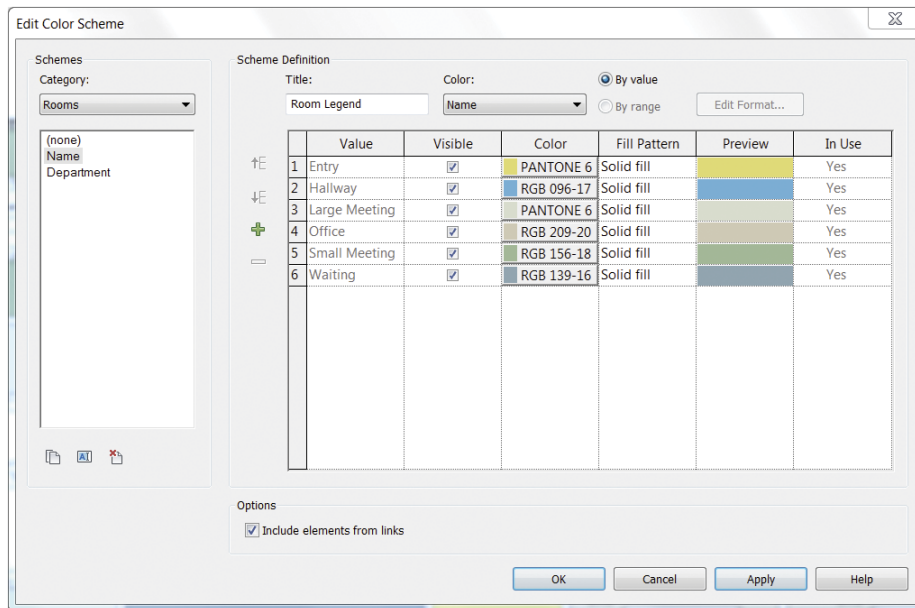 Edit Color Scheme
Schemes
Category:
Rooms
(none)
Name
Department
Scheme Definition
Title:
Color:
By value
Room Legend
Name
By range
Edit Format...
Value Visible Color Fill Pattern Preview In Use
1 Entry PANTONE 6 Solid fill Yes
2 Hallway RGB 096-17 Solid fill Yes
3 Large Meeting PANTONE 6 Solid fill Yes
4 Office RGB 209-20 Solid fill Yes
5 Small Meeting RGB 156-18 Solid fill Yes
6 Waiting RGB 139-16 Solid fill Yes
AI
Options
Include elements from links
OK Cancel Apply Help